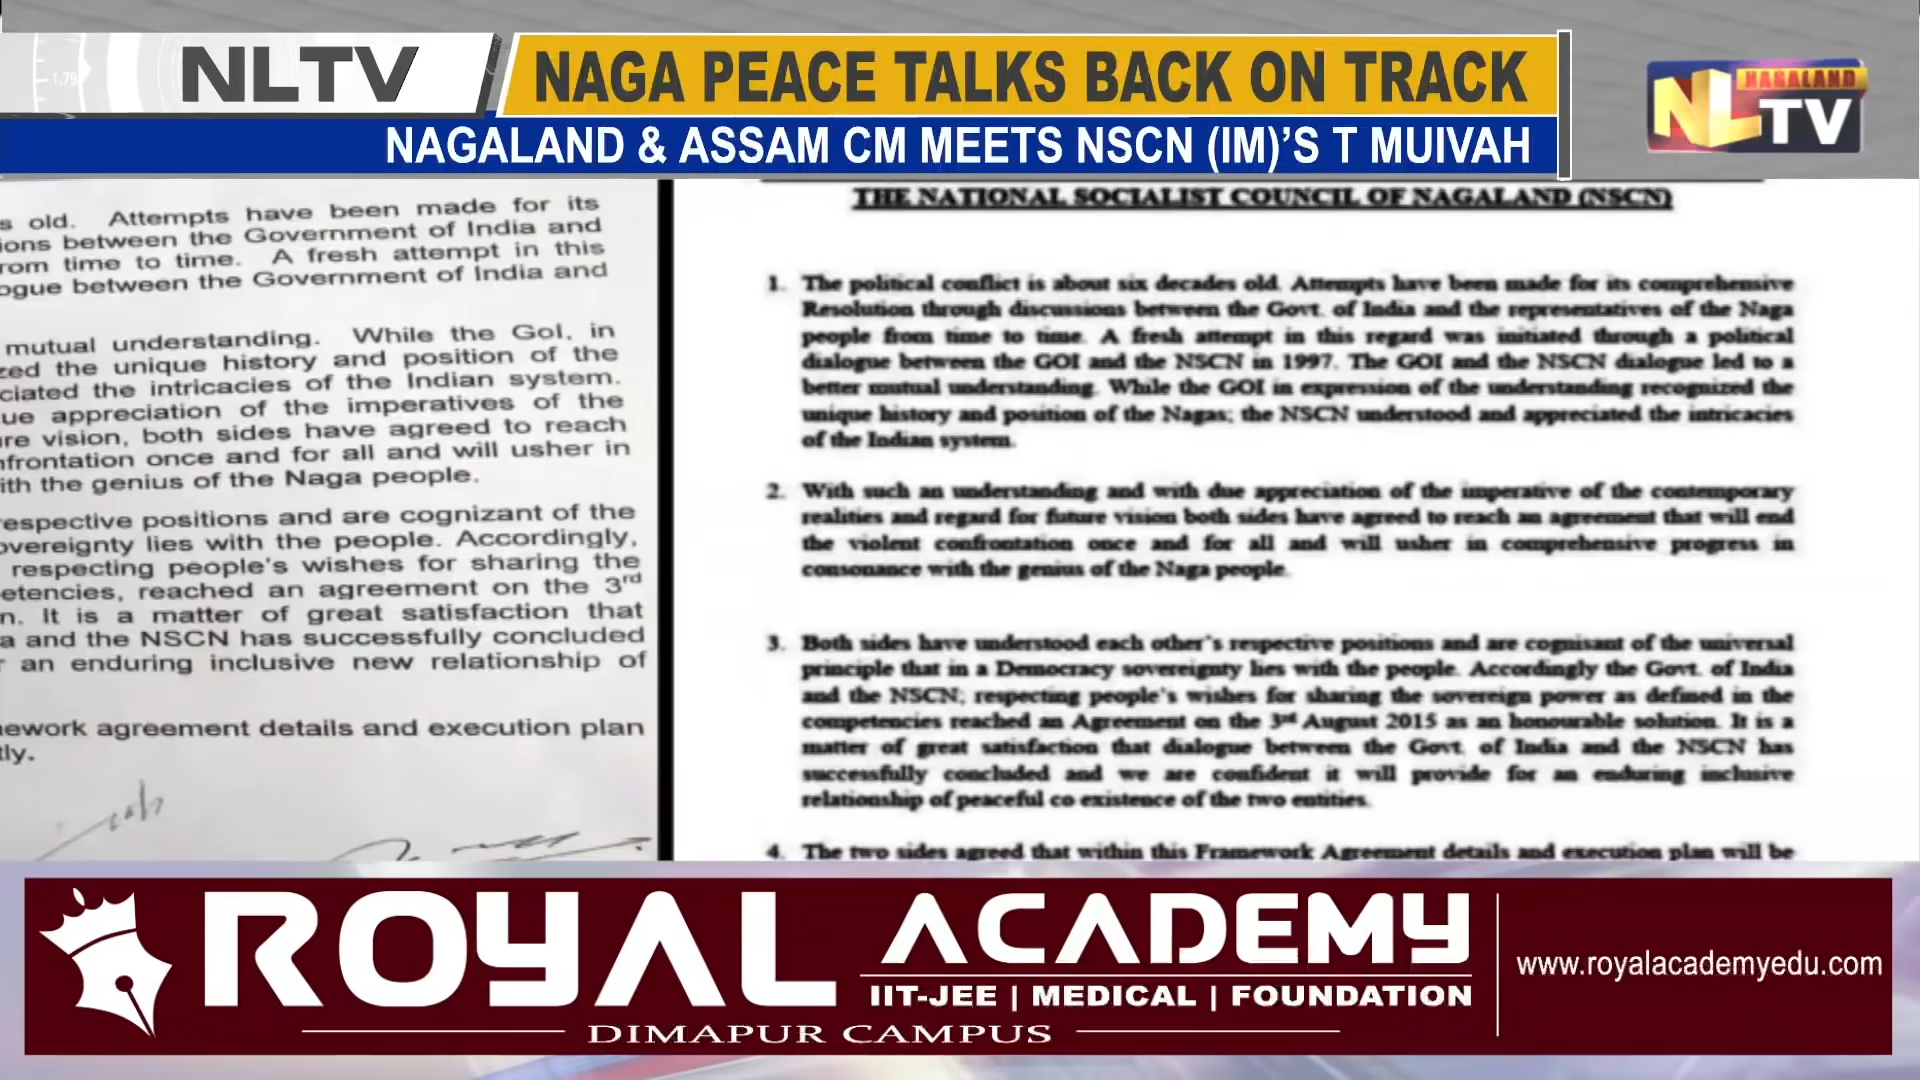 NLTV
NAGA PEACE TALKS BACK ON TRACK
NAGALAND & ASSAM CM MEETS NSCN (IM)'S T MUIVAH
NAGALAND
NLTV
1.79
s old. Attempts have been made for its
ions between the Government of India and
rom time to time. A fresh attempt in this
ogue between the Government of India and
mutual understanding. While the GoI, in
zed the unique history and position of the
ciated the intricacies of the Indian system.
ue appreciation of the imperatives of the
re vision, both sides have agreed to reach
nfrontation once and for all and will usher in
ith the genius of the Naga people.
espective positions and are cognizant of the
overeignty lies with the people. Accordingly,
respecting people's wishes for sharing the
etencies, reached an agreement on the 3rd
n. It is a matter of great satisfaction that
a and the NSCN has successfully concluded
r an enduring inclusive new relationship of
ework agreement details and execution plan
tly.
THE NATIONAL SOCIALIST COUNCIL OF NAGALAND (NSCN)
1. The political conflict is about six decades old. Attempts have been made for its comprehensive
Resolution through discussions between the Govt. of India and the representatives of the Naga
people from time to time. A fresh attempt in this regard was initiated through a political
dialogue between the GOI and the NSCN in 1997. The GOI and the NSCN dialogue led to a
better mutual understanding. While the GOI in expression of the understanding recognized the
unique history and position of the Nagas; the NSCN understood and appreciated the intricacies
of the Indian system.
2. With such an understanding and with due appreciation of the imperative of the contemporary
realities and regard for future vision both sides have agreed to reach an agreement that will end
the violent confrontation once and for all and will usher in comprehensive progress in
consonance with the genius of the Naga people.
3. Both sides have understood each other's respective positions and are cognisant of the universal
principle that in a Democracy sovereignty lies with the people. Accordingly the Govt. of India
and the NSCN; respecting people's wishes for sharing the sovereign power as defined in the
competencies reached an Agreement on the 3rd August 2015 as an honourable solution. It is a
matter of great satisfaction that dialogue between the Govt. of India and the NSCN has
successfully concluded and we are confident it will provide for an enduring inclusive
relationship of peaceful co existence of the two entities.
4. The two sides agreed that within this Framework Agreement details and execution plan will be
ROYAL ACADEMY
IIT-JEE | MEDICAL | FOUNDATION
DIMAPUR CAMPUS
www.royalacademyedu.com